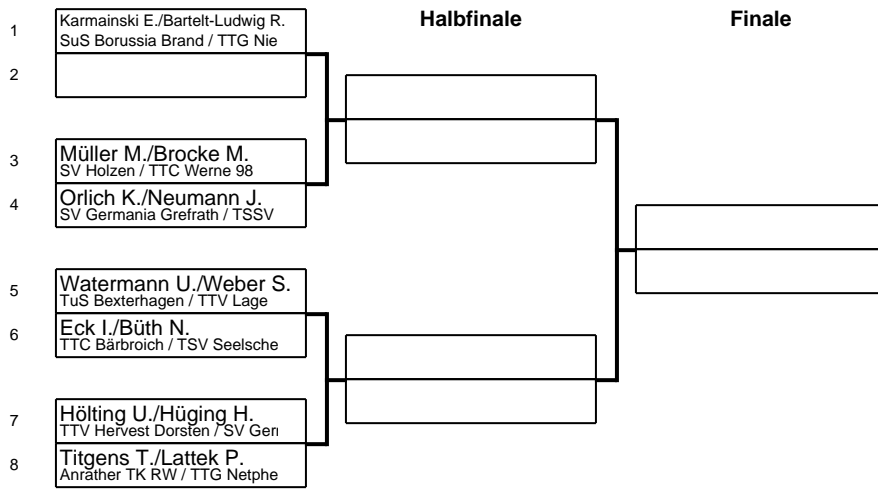 Halbfinale
Finale
1
Karmainski E./Bartelt-Ludwig R.
SuS Borussia Brand / TTG Nie
2
3
Müller M./Brocke M.
SV Holzen / TTC Werne 98
4
Orlich K./Neumann J.
SV Germania Grefrath / TSSV
5
Watermann U./Weber S.
TuS Bexterhagen / TTV Lage
6
Eck I./Büth N.
TTC Bärbroich / TSV Seelsche
7
Hölting U./Hüging H.
TTV Hervest Dorsten / SV Ger
8
Titgens T./Lattek P.
Anrather TK RW / TTG Netphe